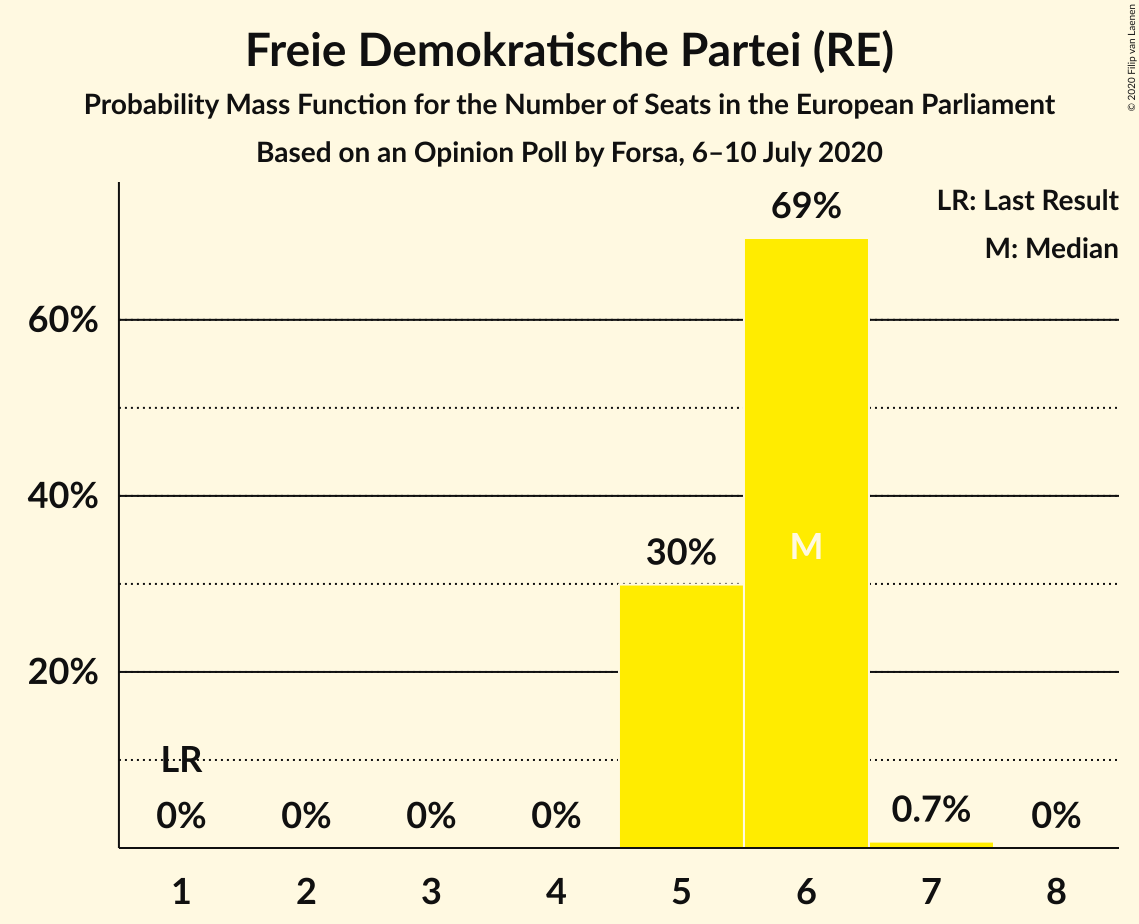 Freie Demokratische Partei (RE)
Probability Mass Function for the Number of Seats in the European Parliament
Based on an Opinion Poll by Forsa, 6–10 July 2020
© 2020 Filip van Laenen
LR: Last Result
M: Median
69%
60%
40%
30%
M
20%
LR
0%
0%
0%
0%
0.7%
0%
1
2
3
4
5
6
7
8